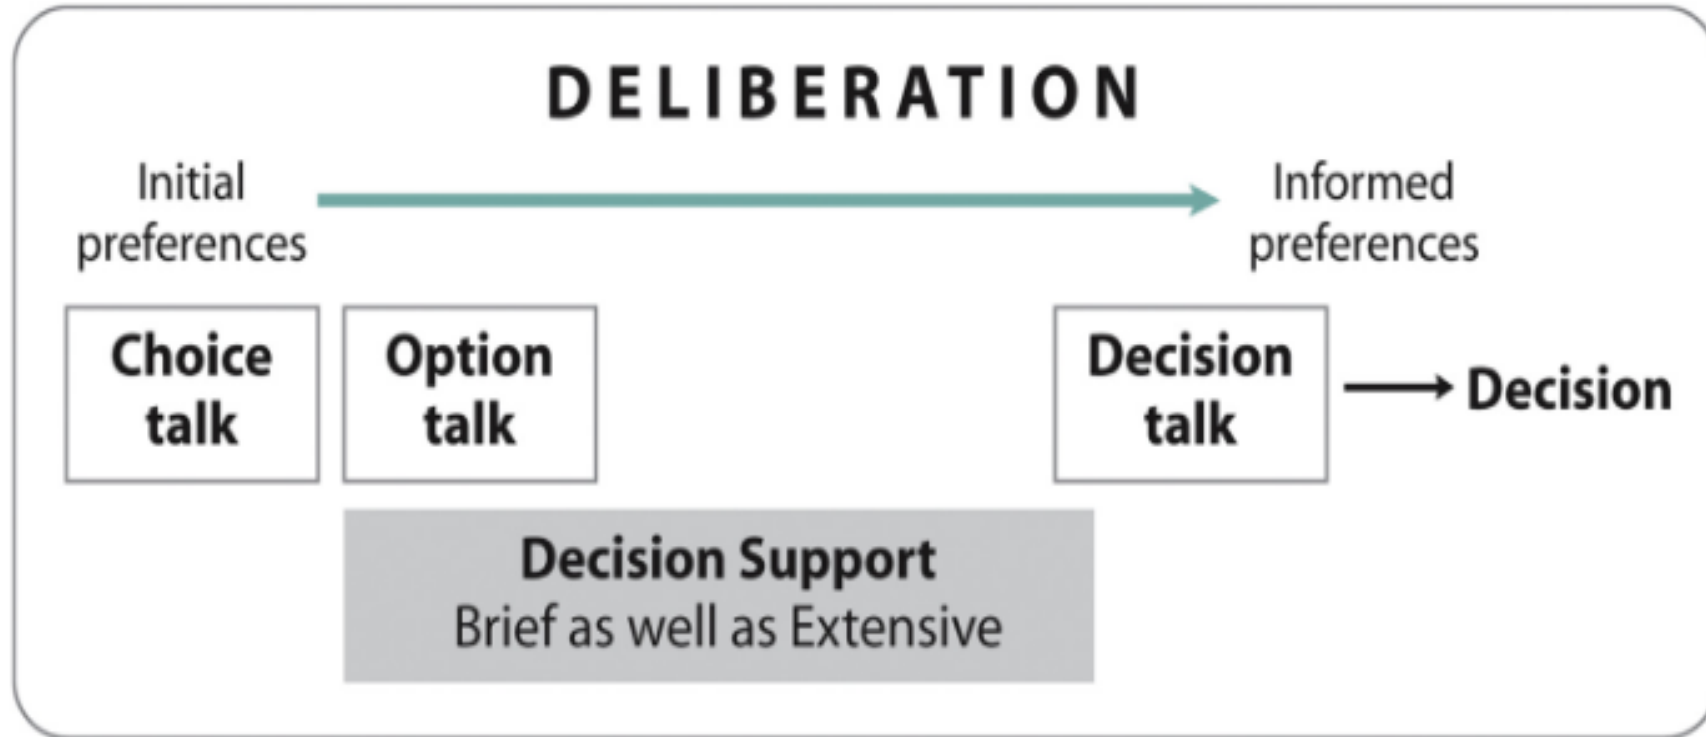 DELIBERATION
Initial
preferences
Informed
preferences
Choice
talk
Option
talk
Decision
talk
Decision
Decision Support
Brief as well as Extensive